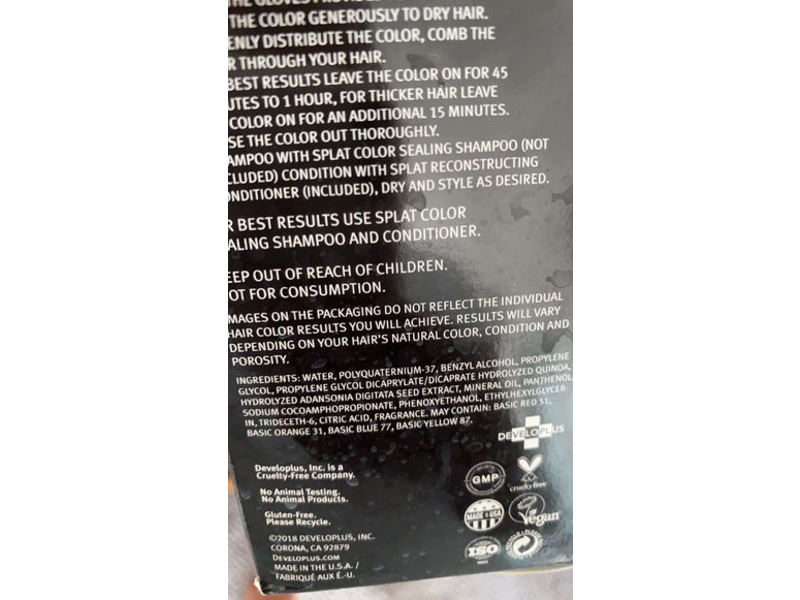 THE COLOR GENEROUSLY TO DRY HAIR.
ENLY DISTRIBUTE THE COLOR, COMB THE
R THROUGH YOUR HAIR.
BEST RESULTS LEAVE THE COLOR ON FOR 45
UTES TO 1 HOUR, FOR THICKER HAIR LEAVE
COLOR ON FOR AN ADDITIONAL 15 MINUTES.
SE THE COLOR OUT THOROUGHLY.
AMPOO WITH SPLAT COLOR SEALING SHAMPOO (NOT
CLUDED) CONDITION WITH SPLAT RECONSTRUCTING
ONDITIONER (INCLUDED), DRY AND STYLE AS DESIRED.
R BEST RESULTS USE SPLAT COLOR
ALING SHAMPOO AND CONDITIONER.
EEP OUT OF REACH OF CHILDREN.
OT FOR CONSUMPTION.
MAGES ON THE PACKAGING DO NOT REFLECT THE INDIVIDUAL
HAIR COLOR RESULTS YOU WILL ACHIEVE. RESULTS WILL VARY
DEPENDING ON YOUR HAIR'S NATURAL COLOR, CONDITION AND
POROSITY.
INGREDIENTS: WATER, POLYQUATERNIUM-37, BENZYL ALCOHOL, PROPYLENE
GLYCOL, PROPYLENE GLYCOL DICAPRYLATE/DICAPRATE HYDROLYZED QUINOA,
HYDROLYZED ADANSONIA DIGITATA SEED EXTRACT, MINERAL OIL, PANTHENOL,
SODIUM COCOAMPHOPROPIONATE, PHENOXYETHANOL, ETHYLHEXYLGLYCER-
IN, TRIDECETH-6, CITRIC ACID, FRAGRANCE. MAY CONTAIN: BASIC RED 51,
BASIC ORANGE 31, BASIC BLUE 77, BASIC YELLOW 87.
DEVELOPLUS
Developlus, Inc. is a
Cruelty-Free Company.
No Animal Testing.
No Animal Products.
Gluten-Free.
Please Recycle.
©2018 DEVELOPLUS, INC.
CORONA, CA 92879
DEVELOPLUS.COM
MADE IN THE U.S.A. /
FABRIQUÉ AUX É.-U.
GMP
cruelty free
MADE IN USA
Vegan
ISO